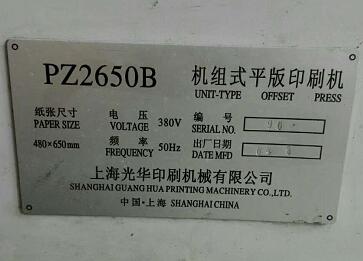 PZ2650B 机组式平版印刷机
UNIT-TYPE OFFSET PRESS
纸张尺寸 电压 380V 编号
PAPER SIZE VOLTAGE SERIAL NO.
480×650mm 频率 50Hz 出厂日期
FREQUENCY DATE MFD
上海光华印刷机械有限公司
SHANGHAI GUANG HUA PRINTING MACHINERY CO.,LTD.
中国·上海 SHANGHAI CHINA